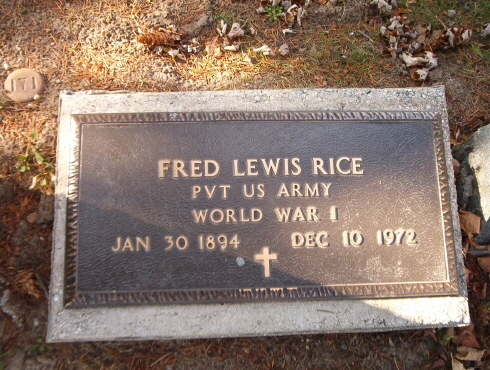 171
FRED LEWIS RICE
PVT US ARMY
WORLD WAR I
JAN 30 1894 DEC 10 1972